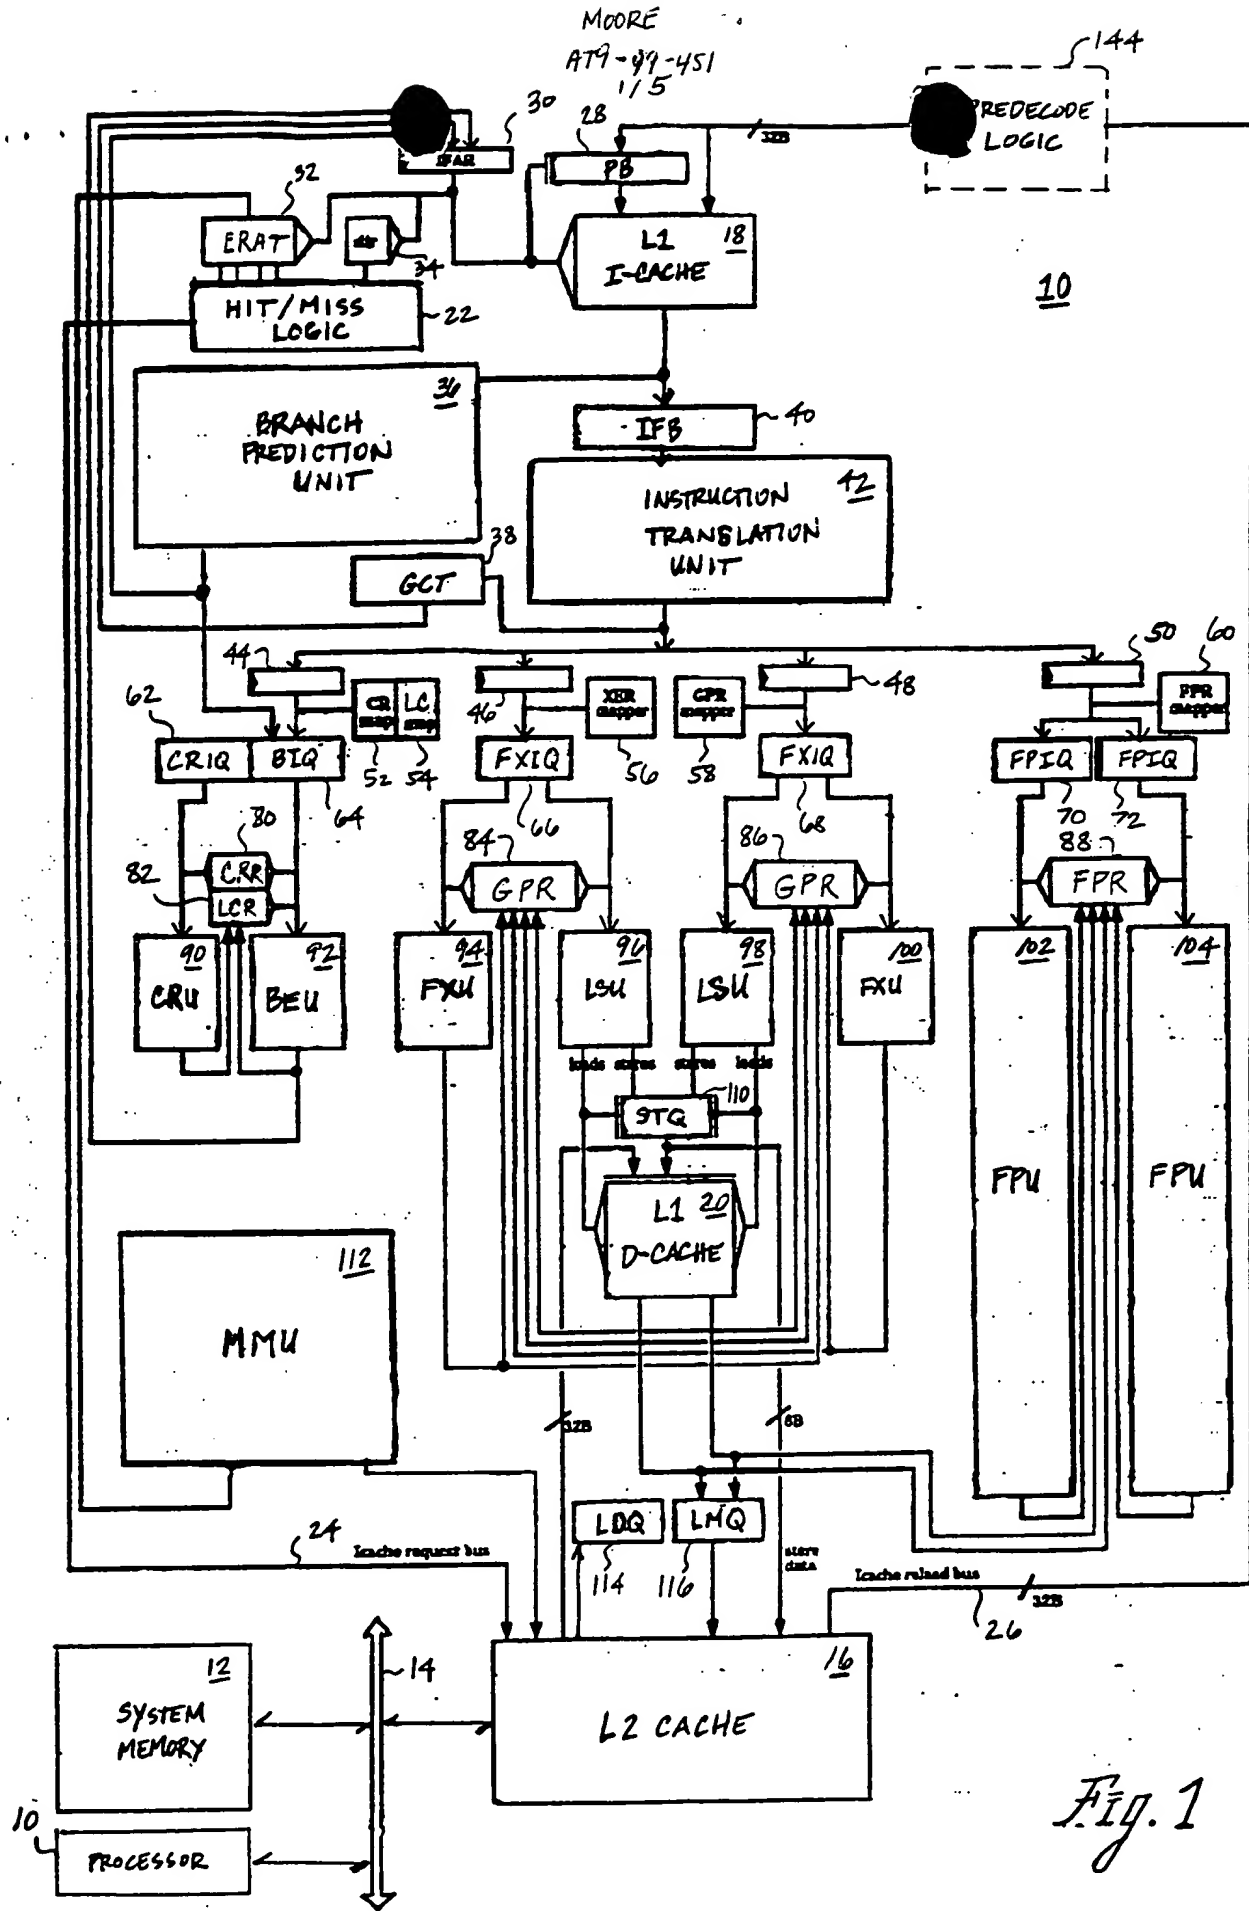 MOORE
AT9-99-451
1/5
144
PREDECODE
LOGIC
30
IFAR
28
PB
32B
32
ERAT
dir
34
L1
18
I-CACHE
10
HIT/MISS
LOGIC
22
36
BRANCH
PREDICTION
UNIT
IFB
40
42
INSTRUCTION
TRANSLATION
UNIT
38
GCT
44
46
48
50
60
62
CR
mapper
LC
mapper
XER
mapper
GPR
mapper
FPR
mapper
52
54
56
58
CRIQ
BIQ
64
FXIQ
66
FXIQ
68
FPIQ
FPIQ
70
72
80
82
CRR
LCR
84
GPR
86
GPR
88
FPR
90
CRU
92
BEU
94
FXU
96
LSU
98
LSU
100
FXU
102
FPU
104
FPU
loads
stores
stores
loads
110
STQ
L1
20
D-CACHE
112
MMU
32B
8B
LDQ
LMQ
114
116
24
Icache request bus
store
data
Icache reload bus
32B
26
12
SYSTEM
MEMORY
14
16
L2 CACHE
10
PROCESSOR
Fig. 1